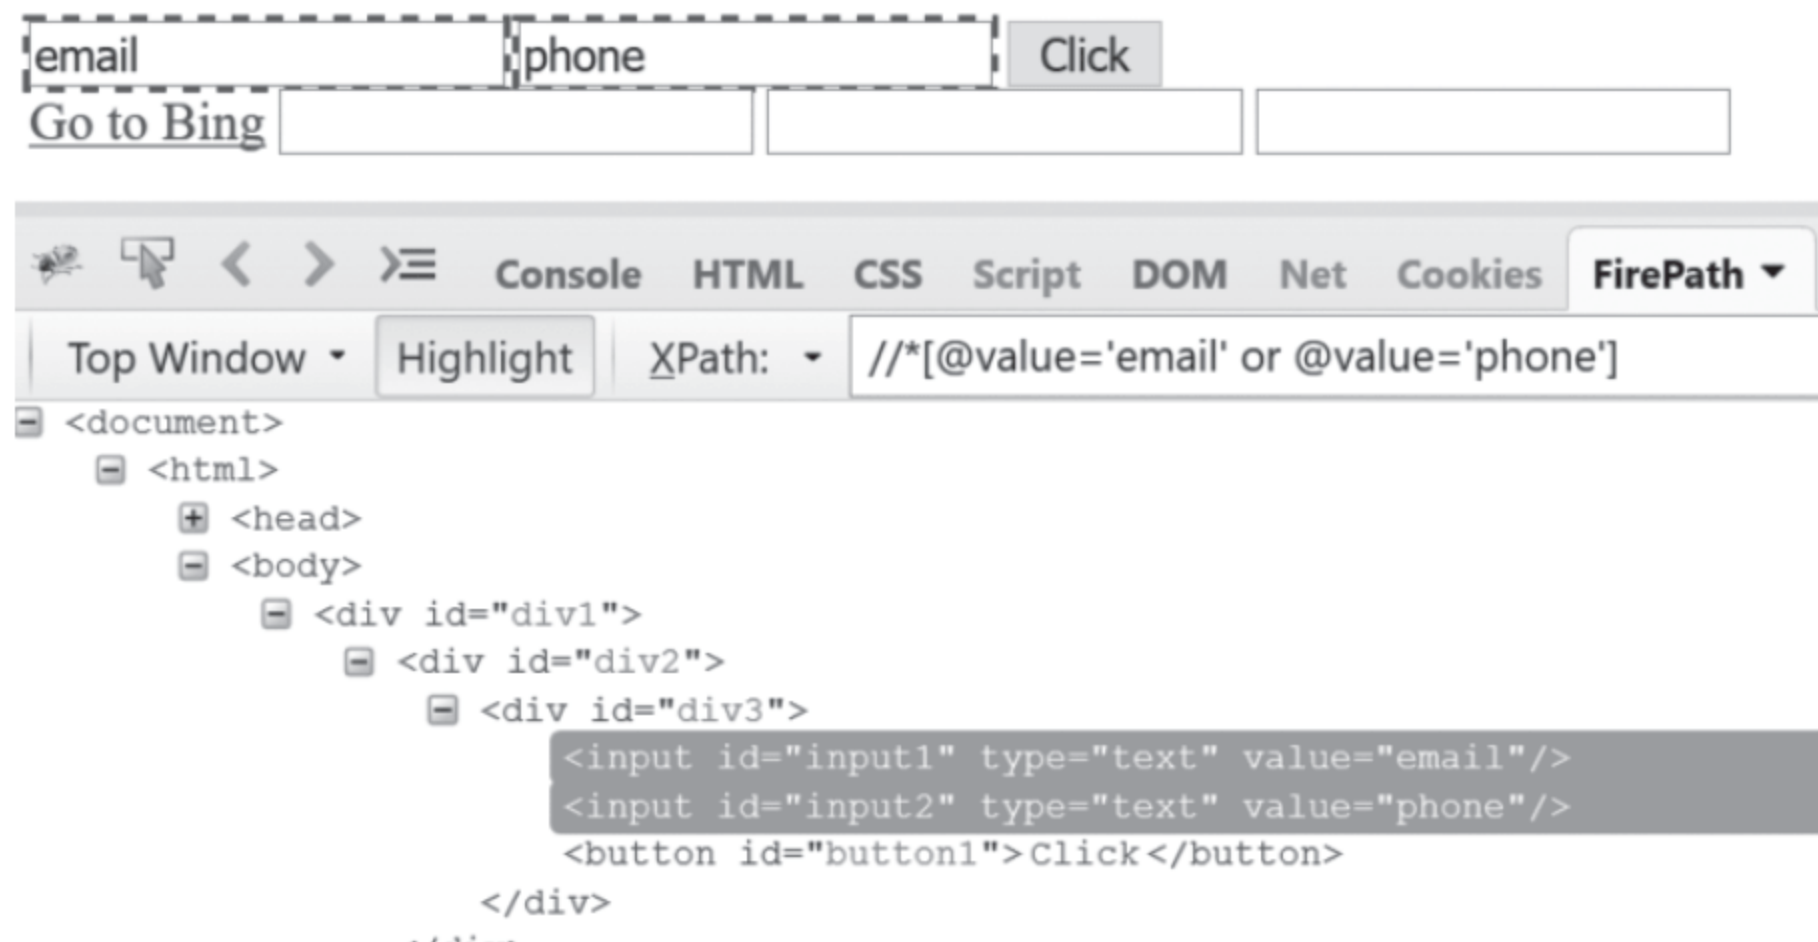 email phone Click
Go to Bing
Console HTML CSS Script DOM Net Cookies FirePath
Top Window Highlight XPath: //*[@value='email' or @value='phone']
<document>
<html>
<head>
<body>
<div id="div1">
<div id="div2">
<div id="div3">
<input id="input1" type="text" value="email"/>
<input id="input2" type="text" value="phone"/>
<button id="button1">Click</button>
</div>